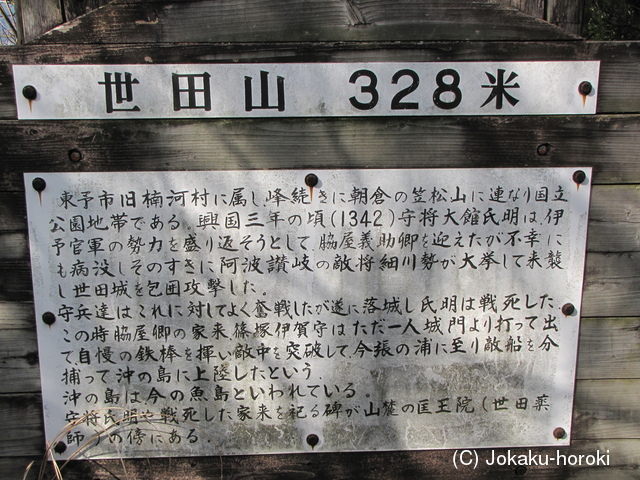 世田山 328米
東予市旧楠河村に属し、峰続きに朝倉の笠松山に連なり国立
公園地帯である。興国三年の頃(1342)守将大館氏明は、伊
予官軍の勢力を盛り返そうとして、脇屋義助卿を迎えたが不幸に
も病没しそのすきに阿波讃岐の敵将細川勢が大挙して来襲
し世田城を包囲攻撃した。
守兵達はこれに対してよく奮戦したが遂に落城し氏明は戦死した。
この時脇屋卿の家来、篠塚伊賀守はただ一人城門より打って出
て自慢の鉄棒を揮い敵中を突破して、今張の浦に至り敵船を分
捕って沖の島に上陸したという。
沖の島は今の魚島といわれている。
守将氏明や戦死した家来を祀る碑が山麓の医王院(世田薬
師)の傍にある。
(C) Jokaku-horoki